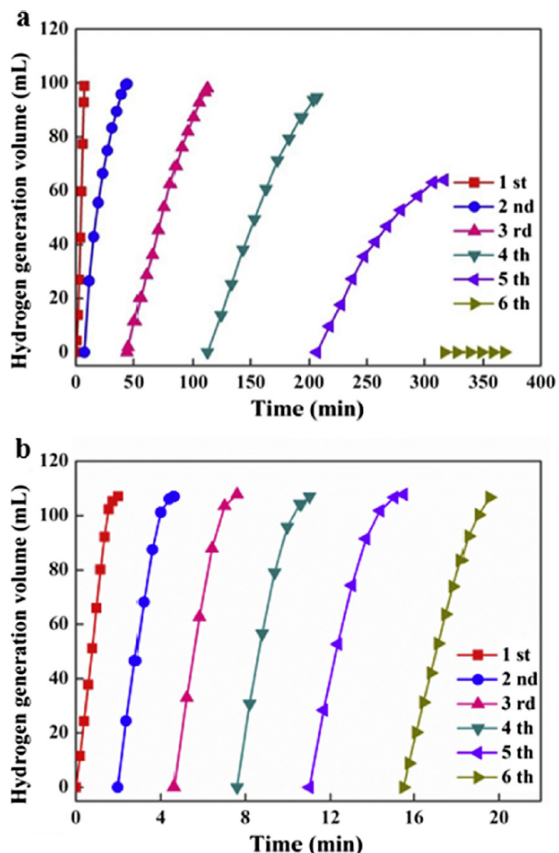 a
120
100
80
60
40
20
0
Hydrogen generation volume (mL)
1 st
2 nd
3 rd
4 th
5 th
6 th
0 50 100 150 200 250 300 350 400
Time (min)
b
120
100
80
60
40
20
0
Hydrogen generation volume (mL)
1 st
2 nd
3 rd
4 th
5 th
6 th
0 4 8 12 16 20
Time (min)